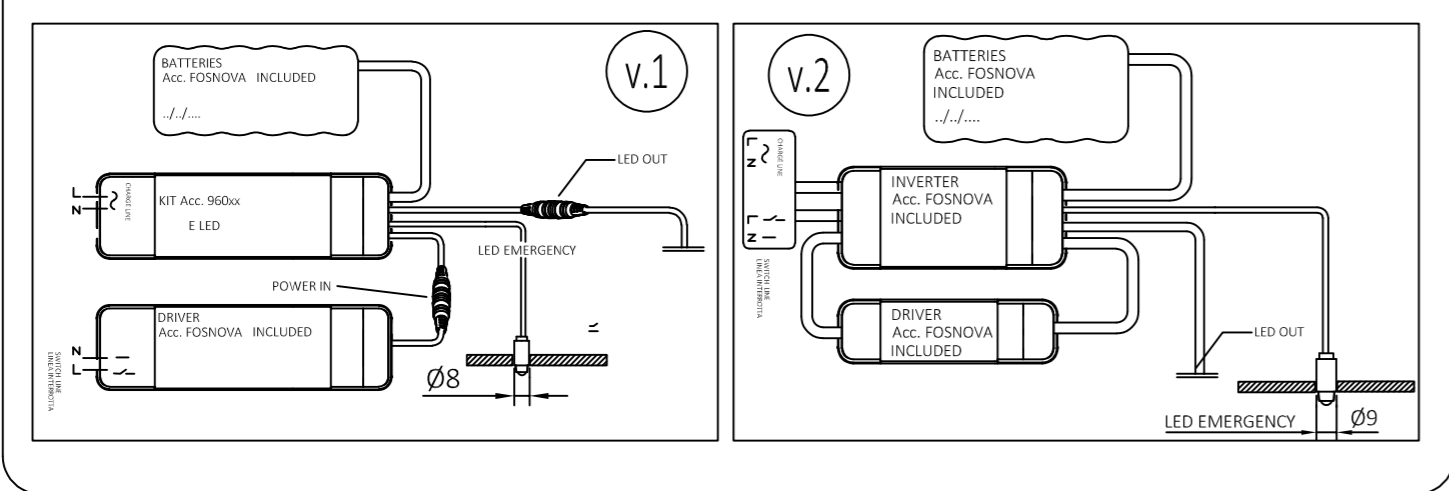 BATTERIES
Acc. FOSNOVA INCLUDED
../../....
v.1
LED OUT
L
N
CHARGE LINE
KIT Acc. 960xx
E LED
LED EMERGENCY
POWER IN
DRIVER
Acc. FOSNOVA INCLUDED
N
L
SWITCH LINE
LINEA INTERROTTA
Ø8
v.2
BATTERIES
Acc. FOSNOVA
INCLUDED
../../....
L
N
CHARGE LINE
L
N
SWITCH LINE
LINEA INTERROTTA
INVERTER
Acc. FOSNOVA
INCLUDED
DRIVER
Acc. FOSNOVA
INCLUDED
LED OUT
LED EMERGENCY
Ø9